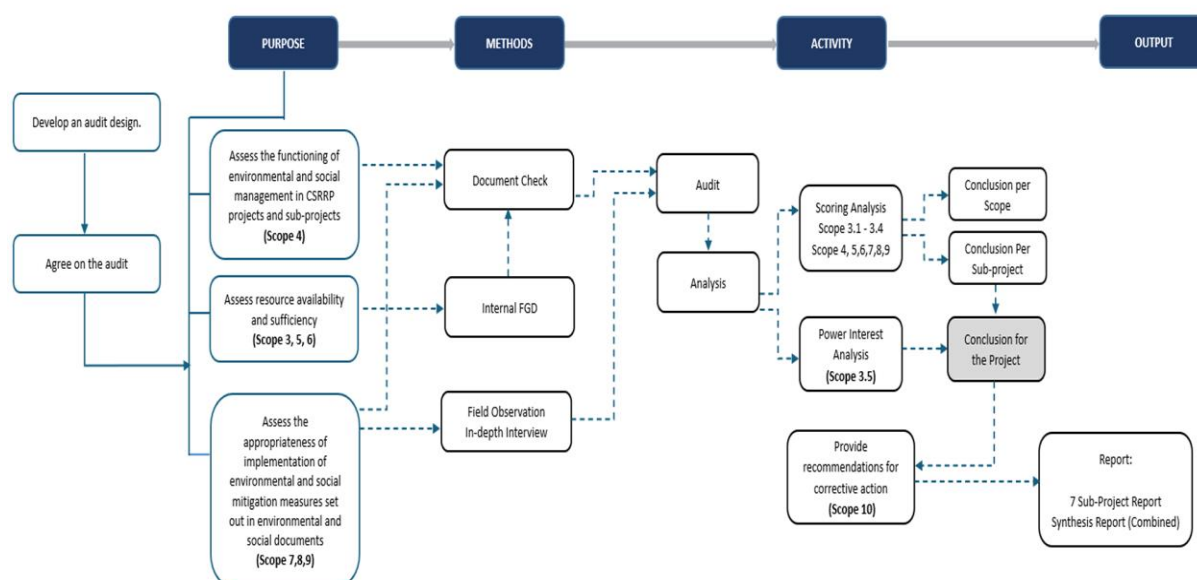 PURPOSE
METHODS
ACTIVITY
OUTPUT
Develop an audit design.
Agree on the audit
Assess the functioning of
environmental and social
management in CSRRP
projects and sub-projects
(Scope 4)
Assess resource availability
and sufficiency
(Scope 3, 5, 6)
Assess the
appropriateness of
implementation of
environmental and social
mitigation measures set
out in environmental and
social documents
(Scope 7,8,9)
Document Check
Internal FGD
Field Observation
In-depth Interview
Audit
Analysis
Scoring Analysis
Scope 3.1 - 3.4
Scope 4, 5,6,7,8,9
Power Interest
Analysis
(Scope 3.5)
Provide
recommendations for
corrective action
(Scope 10)
Conclusion per
Scope
Conclusion Per
Sub-project
Conclusion for
the Project
Report:
7 Sub-Project Report
Synthesis Report (Combined)